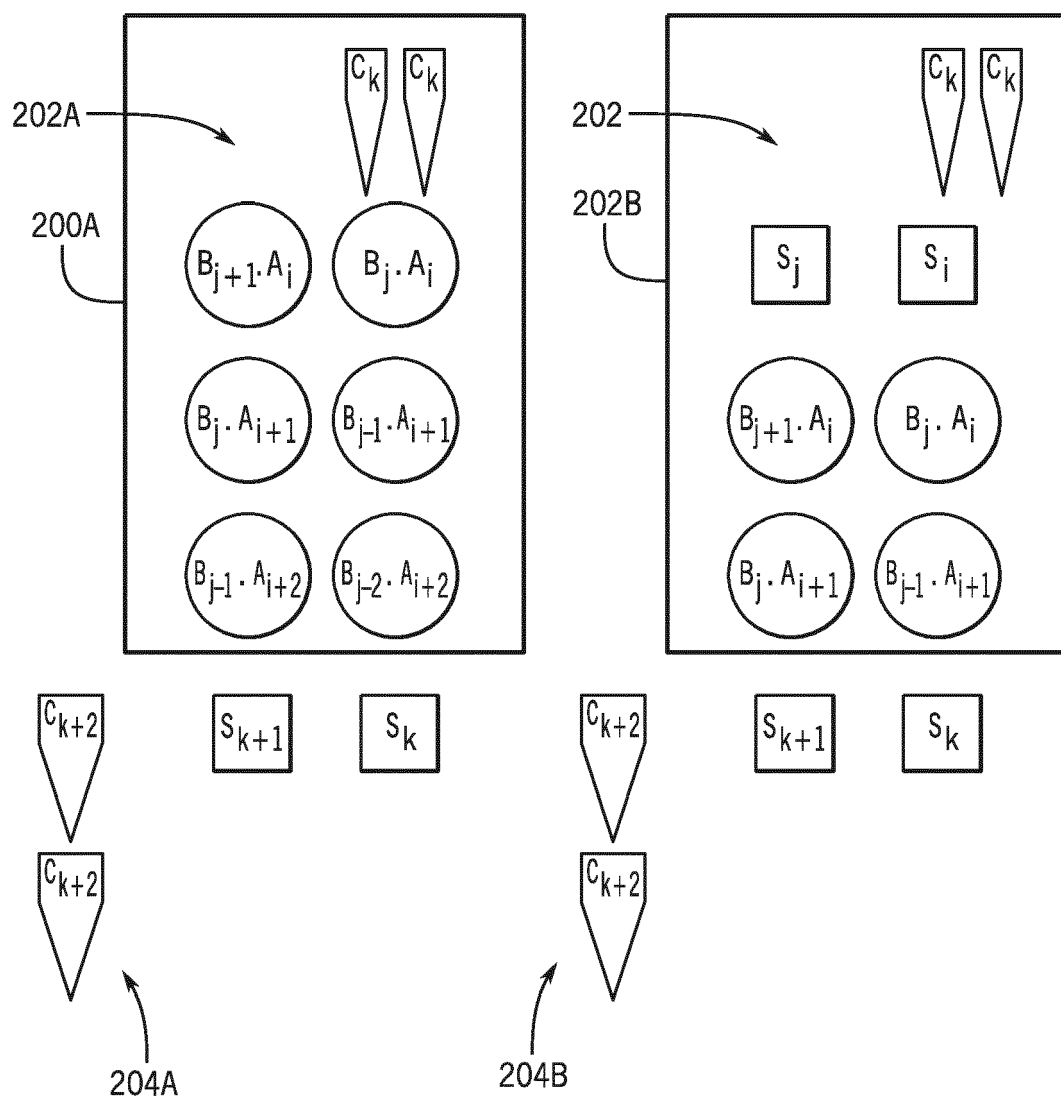 C_k C_k C_k C_k
202A 202
200A 202B
B_{j+1}.A_i B_j.A_i S_j S_i
B_j.A_{i+1} B_{j-1}.A_{i+1} B_{j+1}.A_i B_j.A_i
B_{j-1}.A_{i+2} B_{j-2}.A_{i+2} B_j.A_{i+1} B_{j-1}.A_{i+1}
C_{k+2} S_{k+1} S_k C_{k+2} S_{k+1} S_k
C_{k+2} C_{k+2}
204A 204B